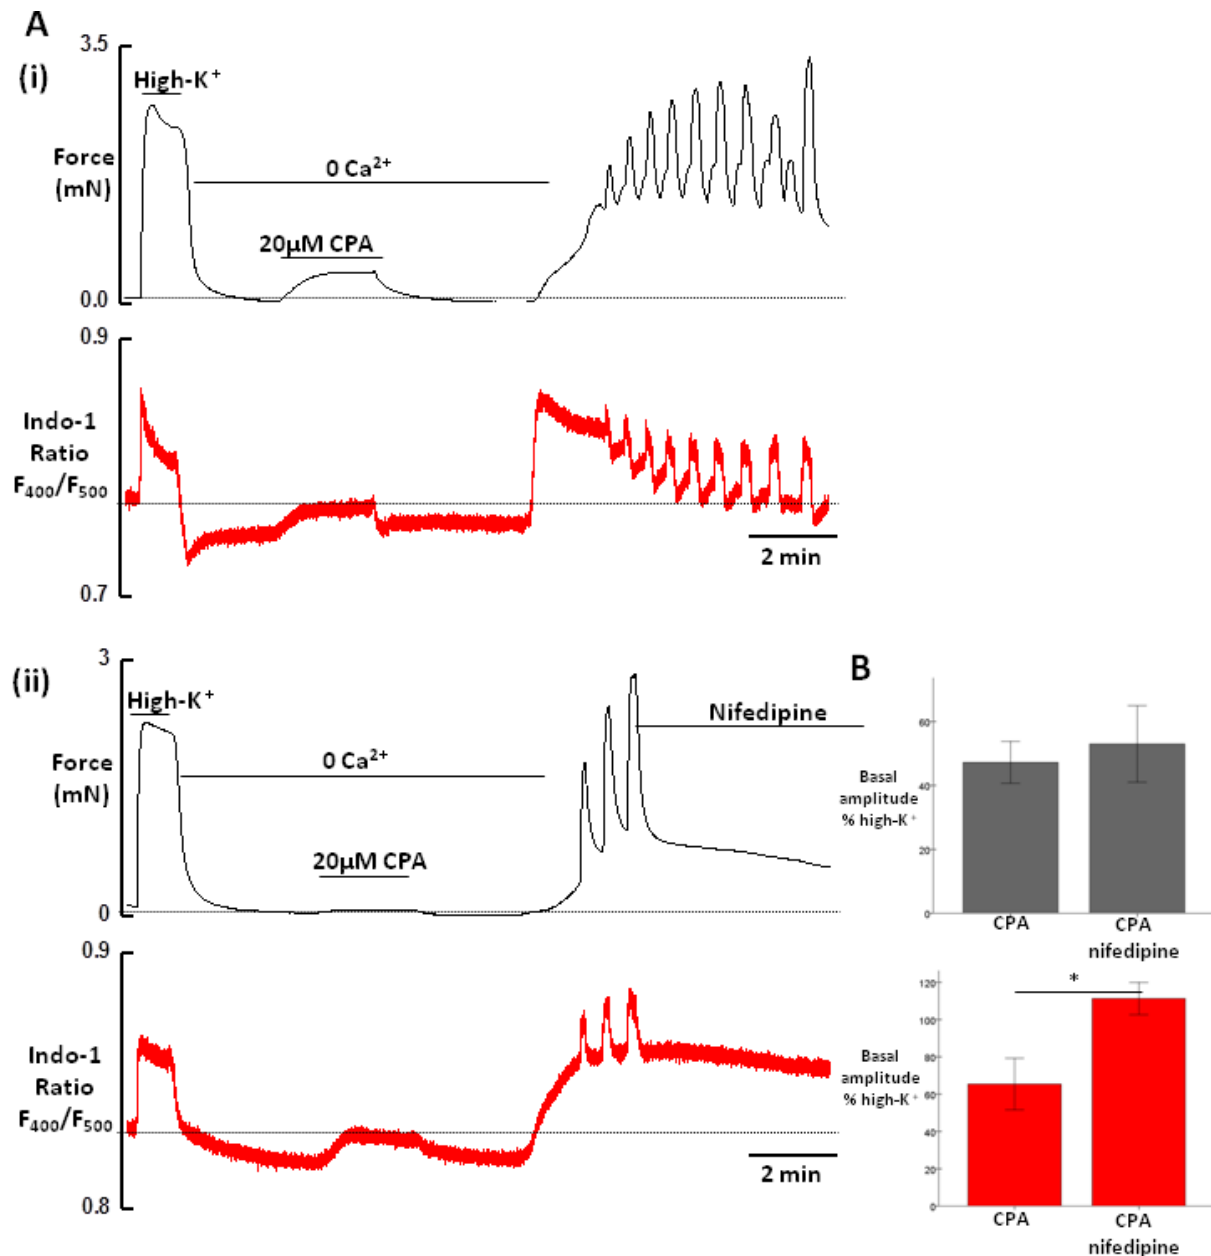 A
(i)
3.5
High-K⁺
Force
(mN)
0 Ca²⁺
20µM CPA
0.0
0.9
Indo-1
Ratio
F₄₀₀/F₅₀₀
2 min
0.7
(ii)
3
High-K⁺
Nifedipine
Force
(mN)
0 Ca²⁺
20µM CPA
0
0.9
Indo-1
Ratio
F₄₀₀/F₅₀₀
2 min
0.8
B
60
40
20
0
Basal
amplitude
% high-K⁺
CPA
CPA
nifedipine
*
120
100
80
60
40
20
0
Basal
amplitude
% high-K⁺
CPA
CPA
nifedipine